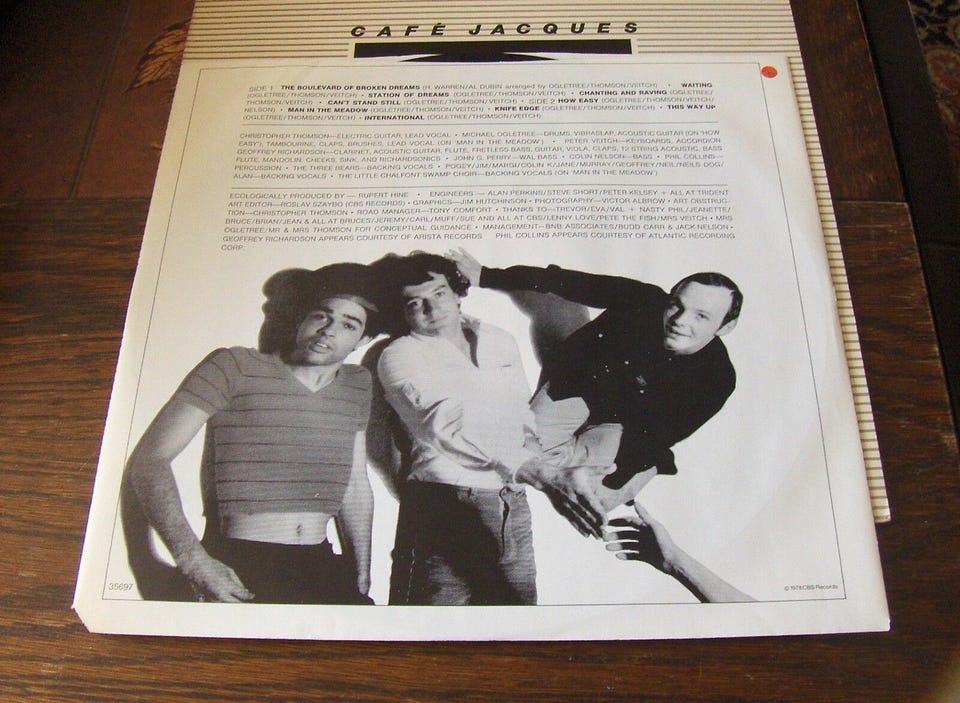 CAFÉ JACQUES
SIDE 1 THE BOULEVARD OF BROKEN DREAMS (H. WARREN/AL DUBIN arranged by OGLETREE/THOMSON/VEITCH) • WAITING
(OGLETREE/THOMSON/VEITCH) • STATION OF DREAMS (OGLETREE/THOMSON/VEITCH) • CHANTING AND RAVING (OGLETREE/
THOMSON/VEITCH) • CAN'T STAND STILL (OGLETREE/THOMSON/VEITCH) • SIDE 2 HOW EASY (OGLETREE/THOMSON/VEITCH/
NELSON) • MAN IN THE MEADOW (OGLETREE/THOMSON/VEITCH) • KNIFE EDGE (OGLETREE/THOMSON/VEITCH) • THIS WAY UP
(OGLETREE/THOMSON/VEITCH) • INTERNATIONAL (OGLETREE/THOMSON/VEITCH)
CHRISTOPHER THOMSON—ELECTRIC GUITAR, LEAD VOCAL • MICHAEL OGLETREE—DRUMS, VIBRASLAP, ACOUSTIC GUITAR (ON 'HOW
EASY'), TAMBOURINE, CLAPS, BRUSHES, LEAD VOCAL (ON 'MAN IN THE MEADOW') • PETER VEITCH—KEYBOARDS, ACCORDION
GEOFFREY RICHARDSON—CLARINET, ACOUSTIC GUITAR, FLUTE, FRETLESS BASS, GUITAR, VIOLA, CLAPS, 12 STRING ACOUSTIC, BASS
FLUTE, MANDOLIN, CHEEKS, SINK, AND RICHARDSONICS • JOHN G. PERRY—WAL BASS • COLIN NELSON—BASS • PHIL COLLINS—
PERCUSSION • THE THREE BEARS—BACKING VOCALS • POGEY/JIM/MARGI/COLIN K/JANE/MURRAY/GEOFFREY/NEIL/NEILS DOG/
ALAN—BACKING VOCALS • THE LITTLE CHALFONT SWAMP CHOIR—BACKING VOCALS (ON 'MAN IN THE MEADOW')
ECOLOGICALLY PRODUCED BY — RUPERT HINE • ENGINEERS — ALAN PERKINS/STEVE SHORT/PETER KELSEY + ALL AT TRIDENT
ART EDITOR—ROSLAV SZAYBO (CBS RECORDS) • GRAPHICS—JIM HUTCHINSON • PHOTOGRAPHY—VICTOR ALBROW • ART OBSTRUC-
TION—CHRISTOPHER THOMSON • ROAD MANAGER—TONY COMFORT • THANKS TO—TREVOR/EVA/VAL + NASTY PHIL/JEANETTE/
BRUCE/BRIAN/JEAN & ALL AT BRUCES/JEREMY/CARL/MUFF/SUE AND ALL AT CBS/LENNY LOVE/PETE THE FISH/MRS VEITCH • MRS
OGLETREE/MR & MRS THOMSON FOR CONCEPTUAL GUIDANCE • MANAGEMENT—BNB ASSOCIATES/BUDD CARR & JACK NELSON •
GEOFFREY RICHARDSON APPEARS COURTESY OF ARISTA RECORDS PHIL COLLINS APPEARS COURTESY OF ATLANTIC RECORDING
CORP.
35697
© 1978 CBS Records